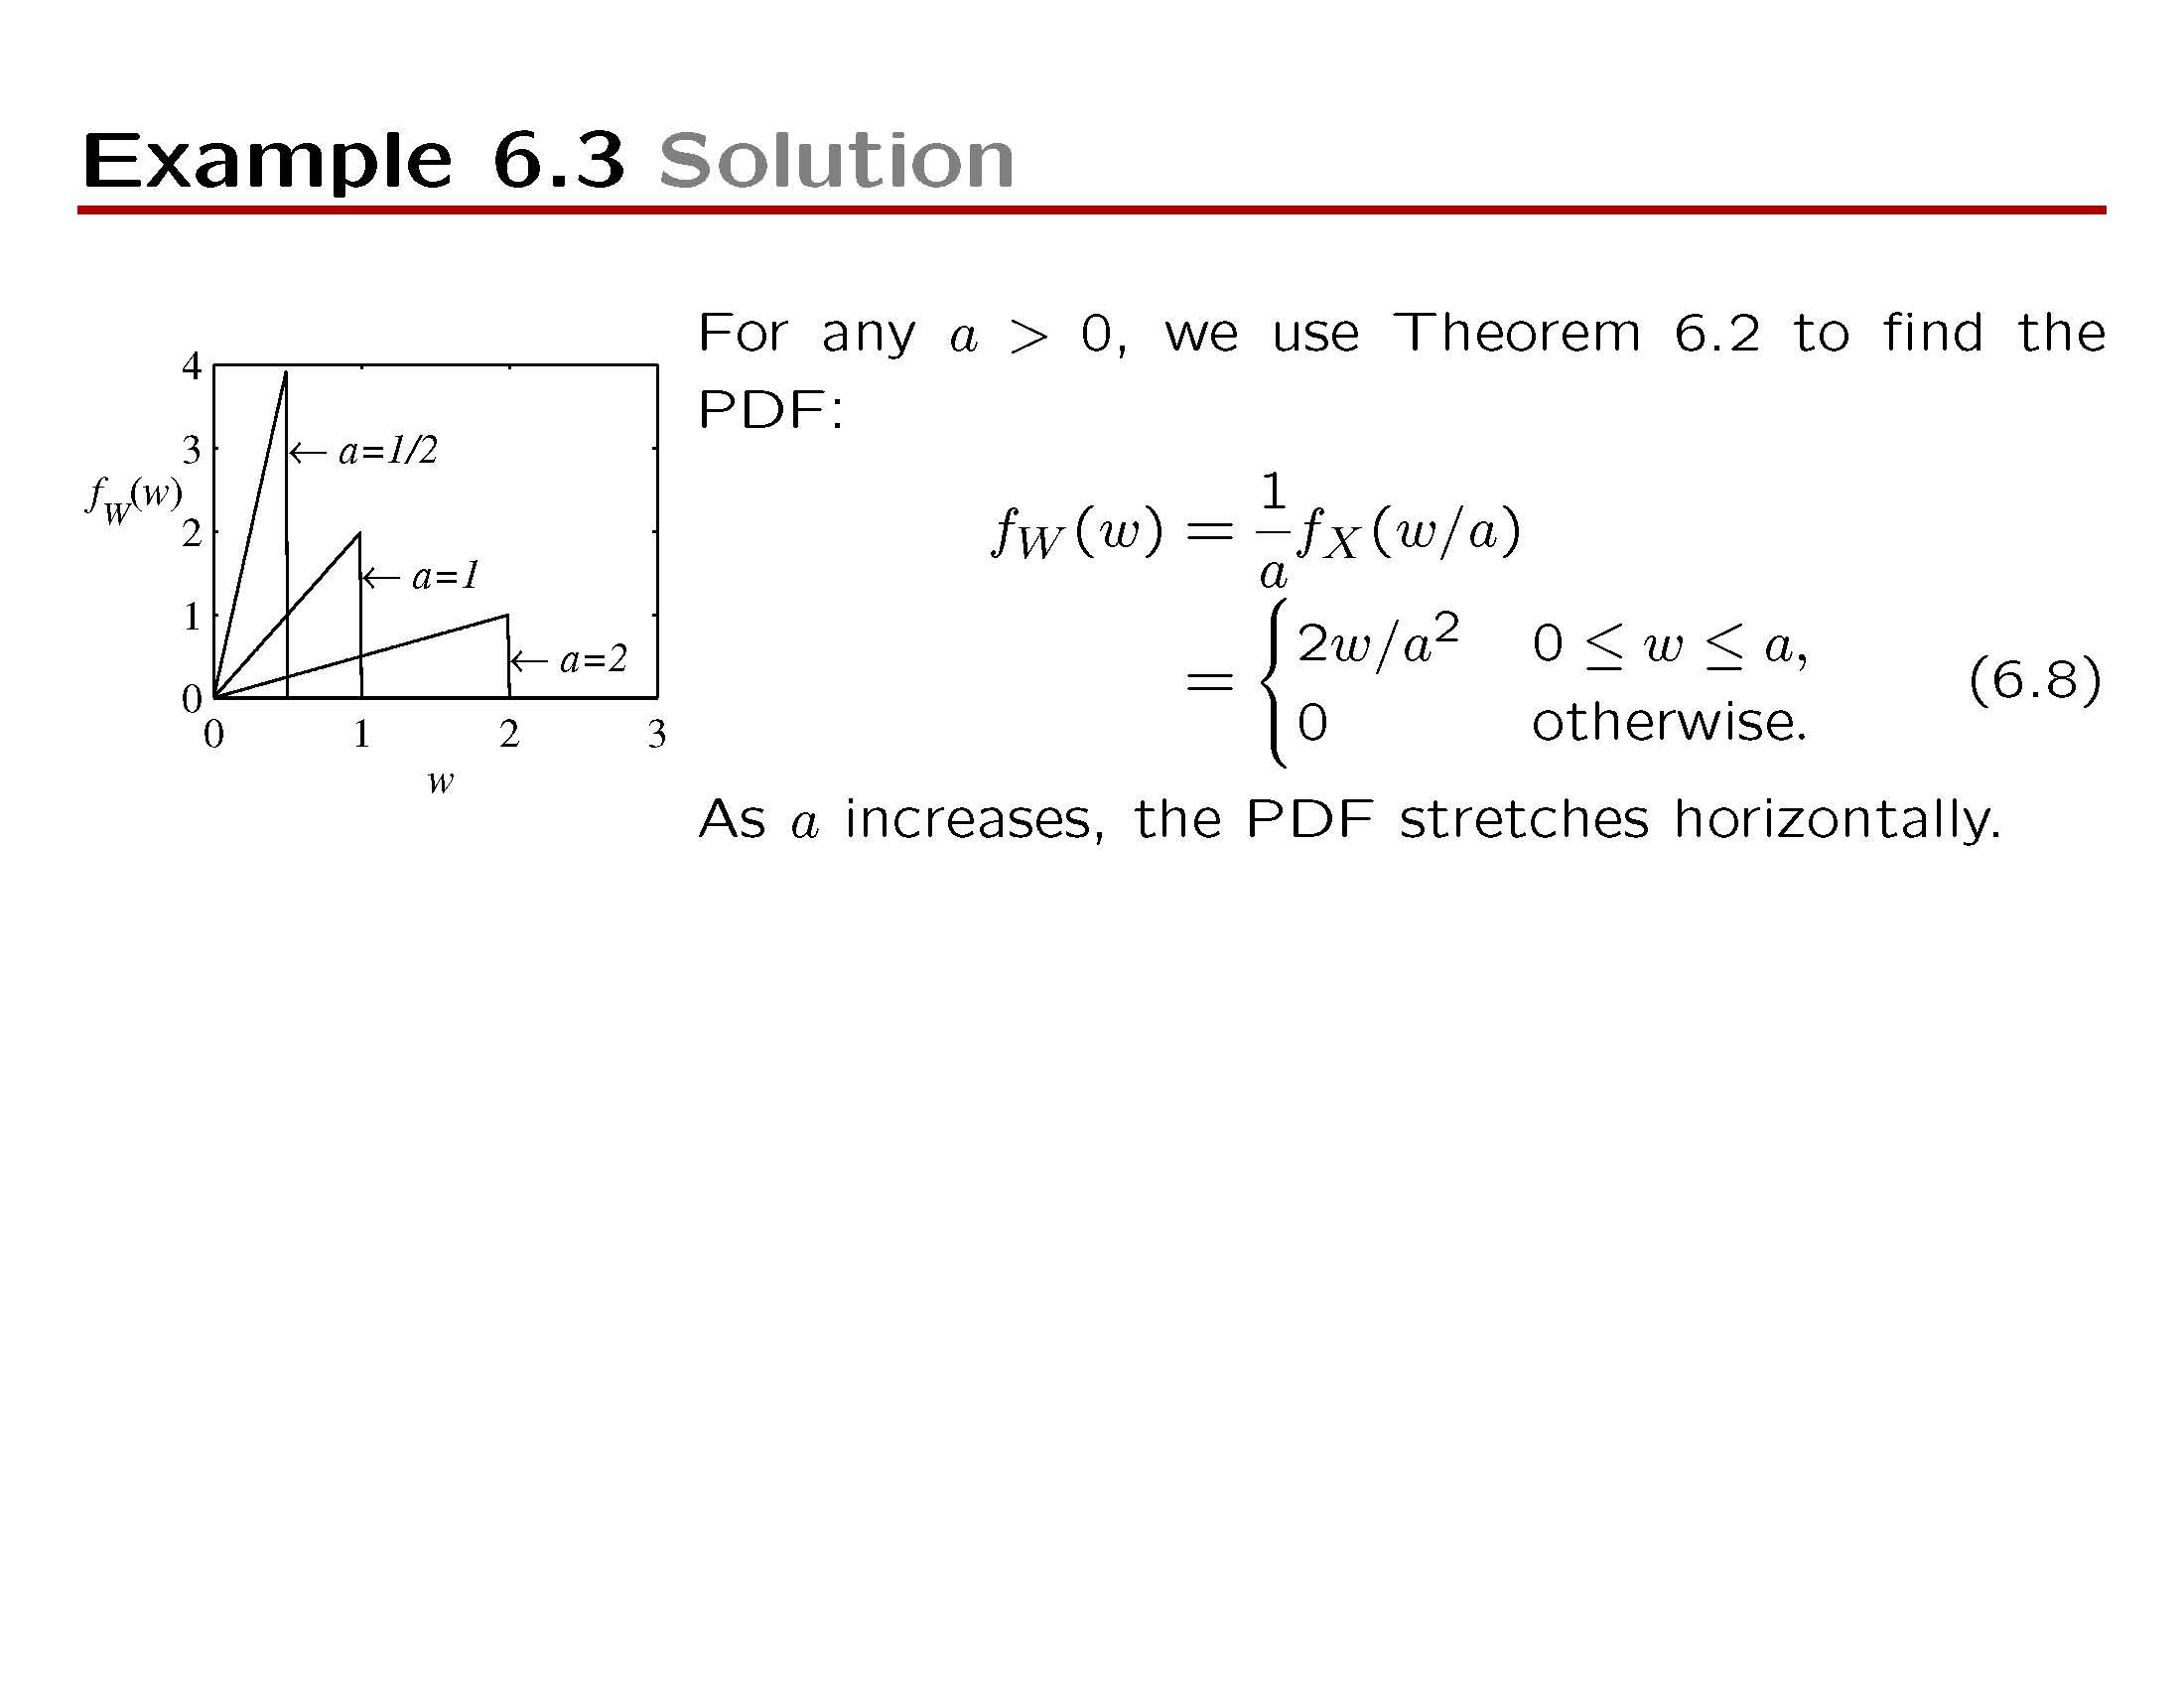 Example 6.3 Solution
4
3
2
1
0
f_W(w)
← a=1/2
← a=1
← a=2
0 1 2 3
w
For any a > 0, we use Theorem 6.2 to find the
PDF:
f_W(w) = \frac{1}{a} f_X(w/a)
= { 2w/a² 0 ≤ w ≤ a,
0 otherwise.
(6.8)
As a increases, the PDF stretches horizontally.